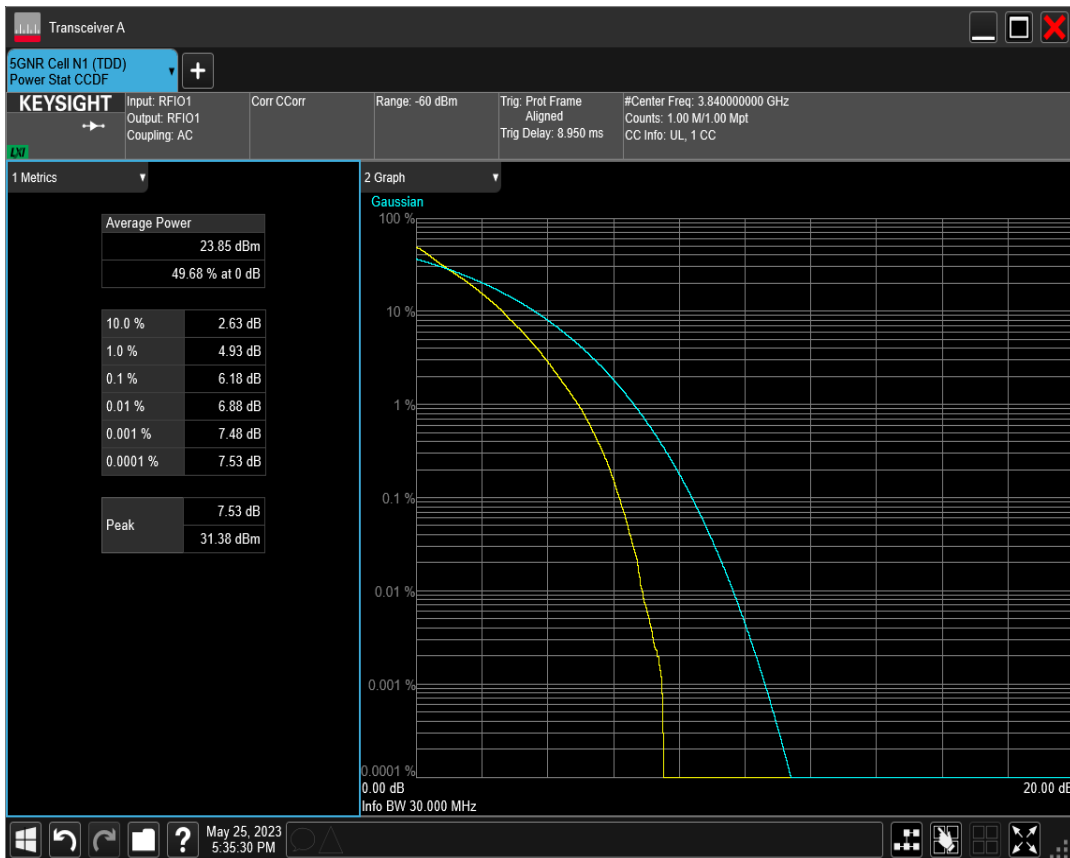 Transceiver A
5GNR Cell N1 (TDD)
Power Stat CCDF
KEYSIGHT
LXI
Input: RFIO1
Output: RFIO1
Coupling: AC
Corr CCorr
Range: -60 dBm
Trig: Prot Frame
Aligned
Trig Delay: 8.950 ms
#Center Freq: 3.840000000 GHz
Counts: 1.00 M/1.00 Mpt
CC Info: UL, 1 CC
1 Metrics
Average Power
23.85 dBm
49.68 % at 0 dB
10.0 % 2.63 dB
1.0 % 4.93 dB
0.1 % 6.18 dB
0.01 % 6.88 dB
0.001 % 7.48 dB
0.0001 % 7.53 dB
Peak 7.53 dB
31.38 dBm
2 Graph
Gaussian
100 %
10 %
1 %
0.1 %
0.01 %
0.001 %
0.0001 %
0.00 dB 20.00 dB
Info BW 30.000 MHz
?
May 25, 2023
5:35:30 PM